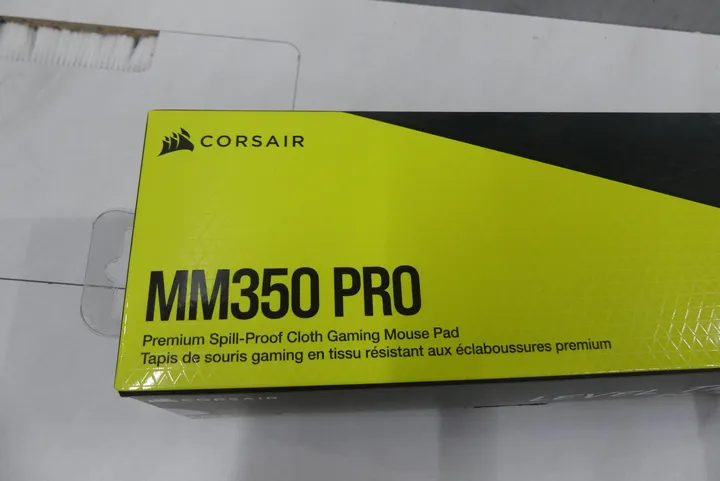 CORSAIR
MM350 PRO
Premium Spill-Proof Cloth Gaming Mouse Pad
Tapis de souris gaming en tissu résistant aux éclaboussures premium
CORSAIR